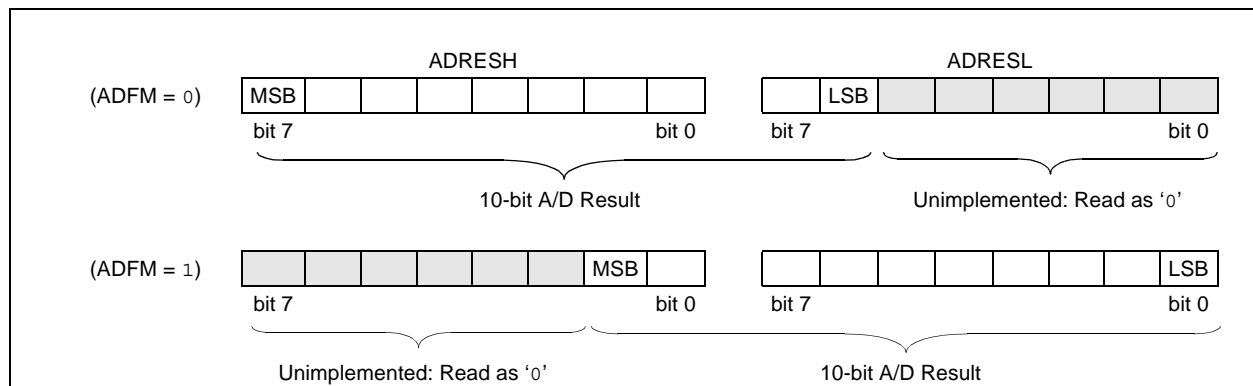 ADRESH ADRESL
(ADFM = 0) MSB LSB
bit 7 bit 0 bit 7 bit 0
10-bit A/D Result Unimplemented: Read as ‘0’
(ADFM = 1) MSB LSB
bit 7 bit 0 bit 7 bit 0
Unimplemented: Read as ‘0’ 10-bit A/D Result